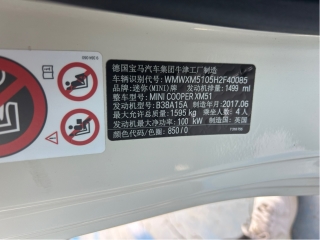 德国宝马汽车集团牛津工厂制造
车辆识别代号: WMWXM5105H2F40085
品牌: 迷你(MINI)牌 发动机排量: 1499 ml
整车型号: MINI COOPER XM51
发动机型号: B38A15A 制造年月: 2017.06
最大允许总质量: 1595 kg 乘坐人数: 4 人
发动机最大净功率: 100 kW 制造国: 英国
颜色代码/色圈: 850/0